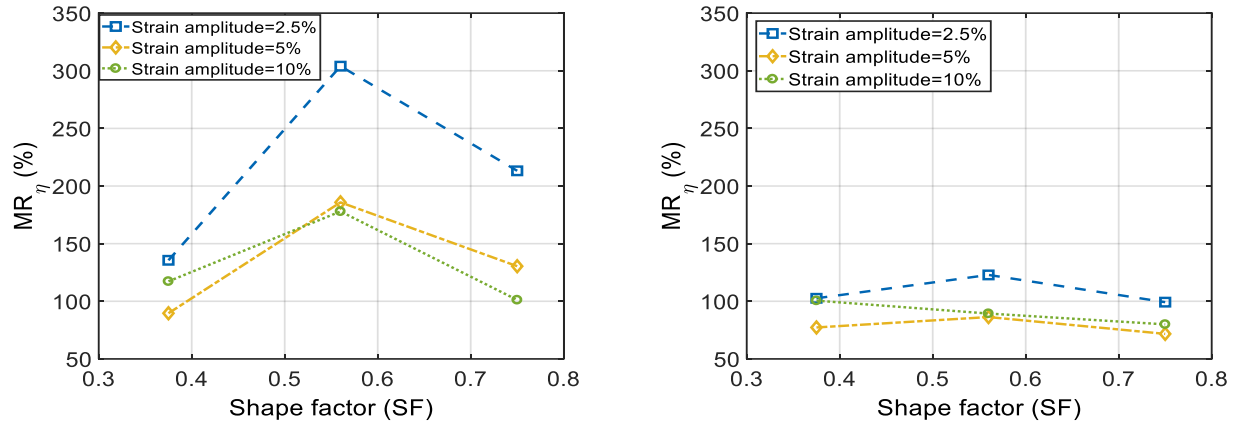 350
300
250
200
150
100
50
MR η (%)
Strain amplitude=2.5%
Strain amplitude=5%
Strain amplitude=10%
0.3 0.4 0.5 0.6 0.7 0.8
Shape factor (SF)
350
300
250
200
150
100
50
MR η (%)
Strain amplitude=2.5%
Strain amplitude=5%
Strain amplitude=10%
0.3 0.4 0.5 0.6 0.7 0.8
Shape factor (SF)